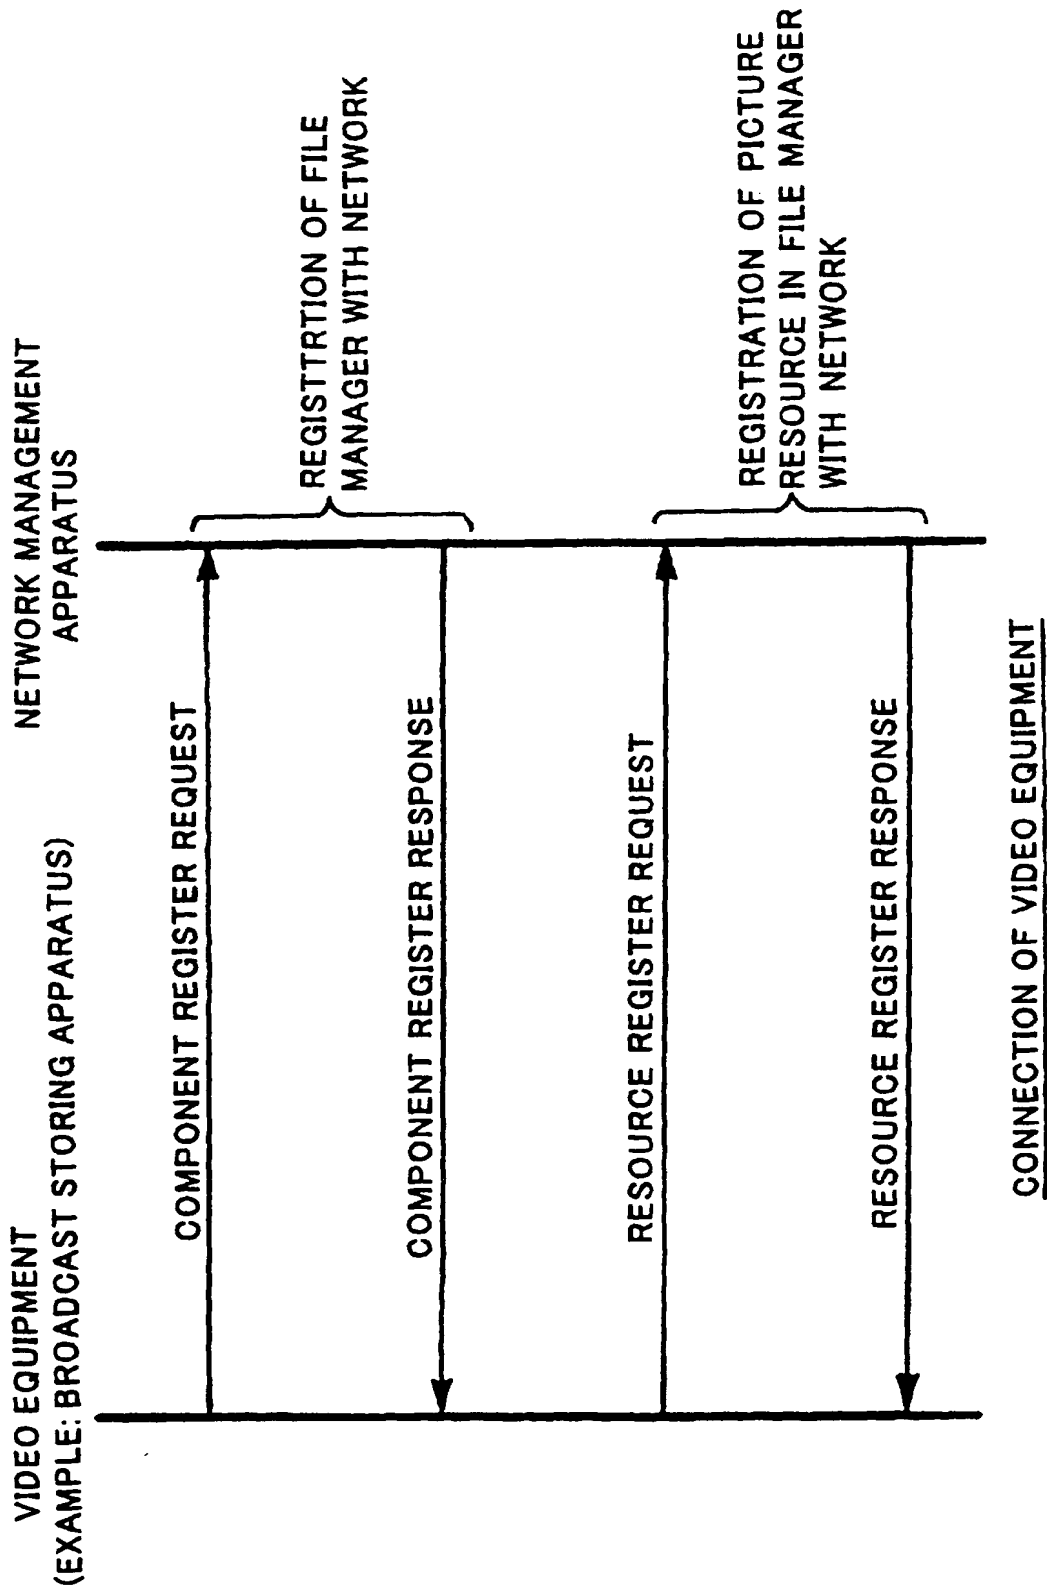 VIDEO EQUIPMENT
(EXAMPLE: BROADCAST STORING APPARATUS)
NETWORK MANAGEMENT
APPARATUS
COMPONENT REGISTER REQUEST
COMPONENT REGISTER RESPONSE
REGISTTRTION OF FILE
MANAGER WITH NETWORK
RESOURCE REGISTER REQUEST
RESOURCE REGISTER RESPONSE
REGISTRATION OF PICTURE
RESOURCE IN FILE MANAGER
WITH NETWORK
CONNECTION OF VIDEO EQUIPMENT